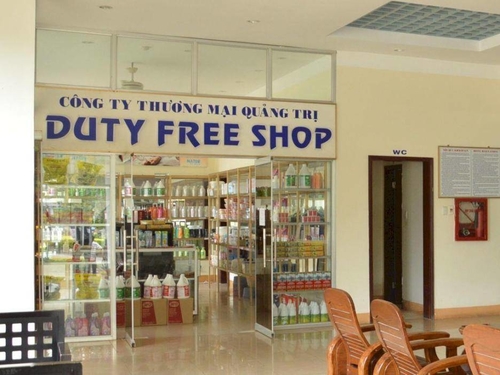 CÔNG TY THƯƠNG MẠI QUẢNG TRỊ
DUTY FREE SHOP
WC